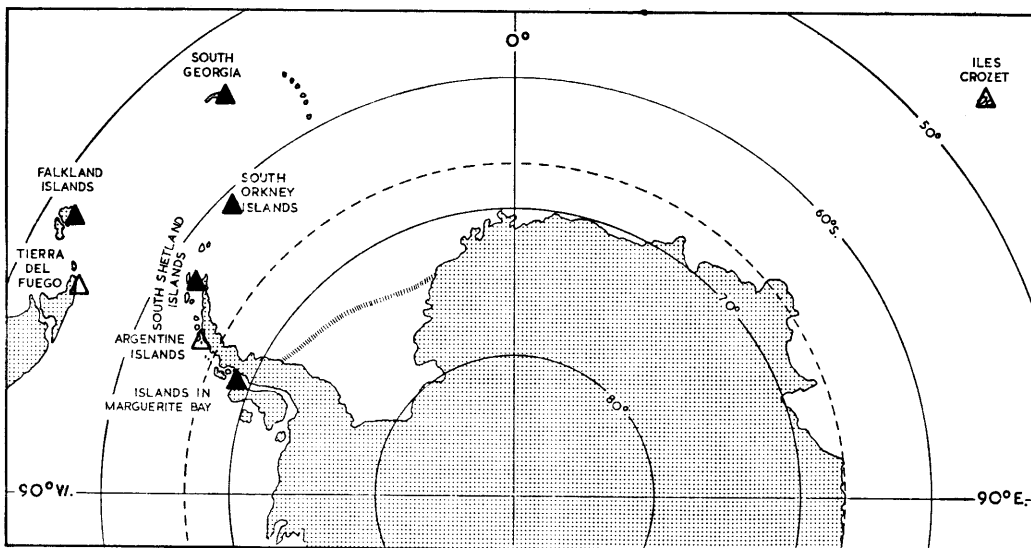 0°
SOUTH
GEORGIA
ILES
CROZET
50°
FALKLAND
ISLANDS
SOUTH
ORKNEY
ISLANDS
60°S.
TIERRA
DEL
FUEGO
SOUTH SHETLAND
ISLANDS
70°
ARGENTINE
ISLANDS
ISLANDS IN
MARGUERITE BAY
80°
90°W.
90°E.